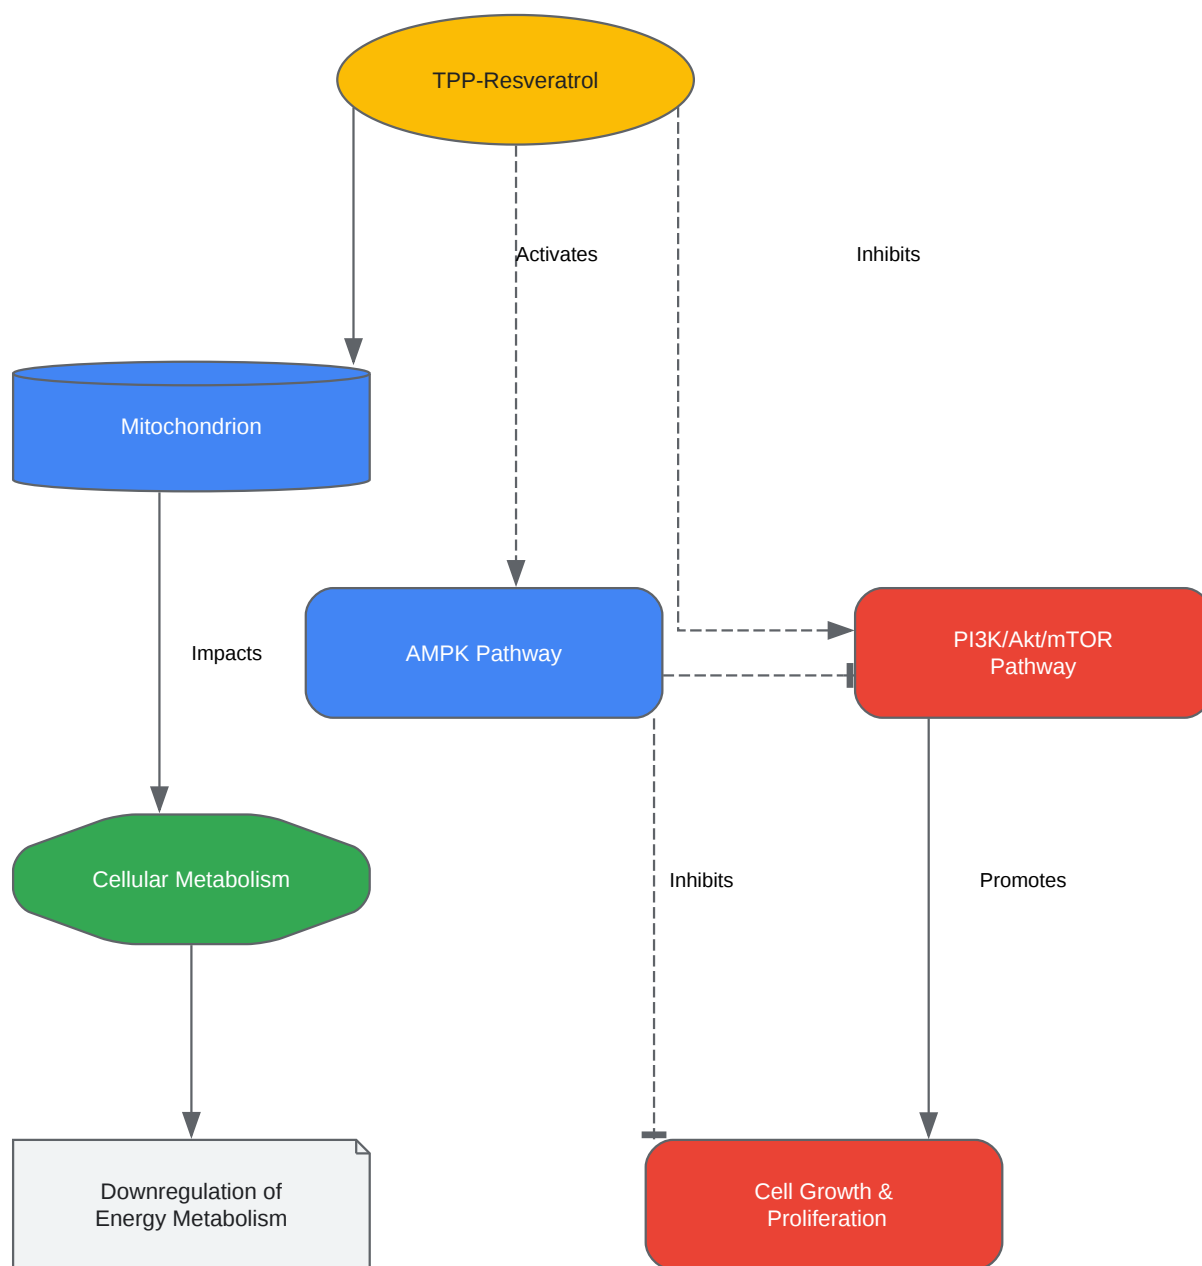 TPP-Resveratrol
Activates
Inhibits
Mitochondrion
Impacts
AMPK Pathway
PI3K/Akt/mTOR
Pathway
Cellular Metabolism
Inhibits
Promotes
Downregulation of
Energy Metabolism
Cell Growth &
Proliferation